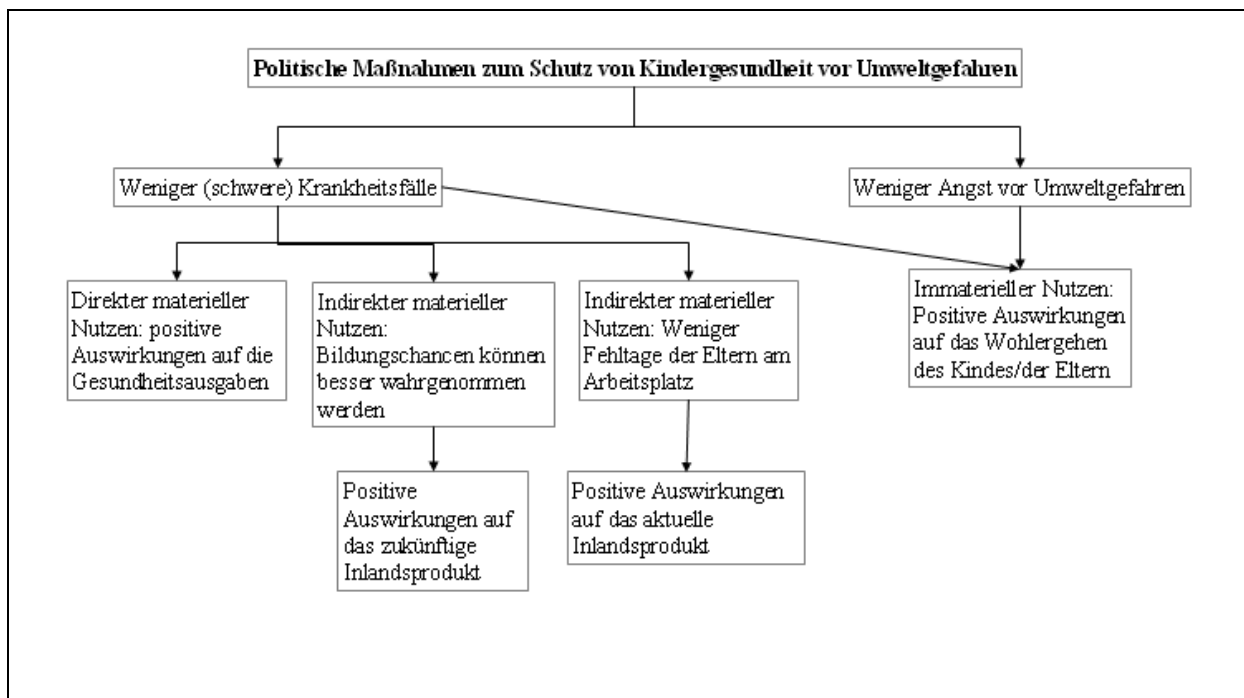 Politische Maßnahmen zum Schutz von Kindergesundheit vor Umweltgefahren
Weniger (schwere) Krankheitsfälle
Weniger Angst vor Umweltgefahren
Direkter materieller
Nutzen: positive
Auswirkungen auf die
Gesundheitsausgaben
Indirekter materieller
Nutzen:
Bildungschancen können
besser wahrgenommen
werden
Indirekter materieller
Nutzen: Weniger
Fehltage der Eltern am
Arbeitsplatz
Immaterieller Nutzen:
Positive Auswirkungen
auf das Wohlergehen
des Kindes/der Eltern
Positive
Auswirkungen auf
das zukünftige
Inlandsprodukt
Positive Auswirkungen
auf das aktuelle
Inlandsprodukt